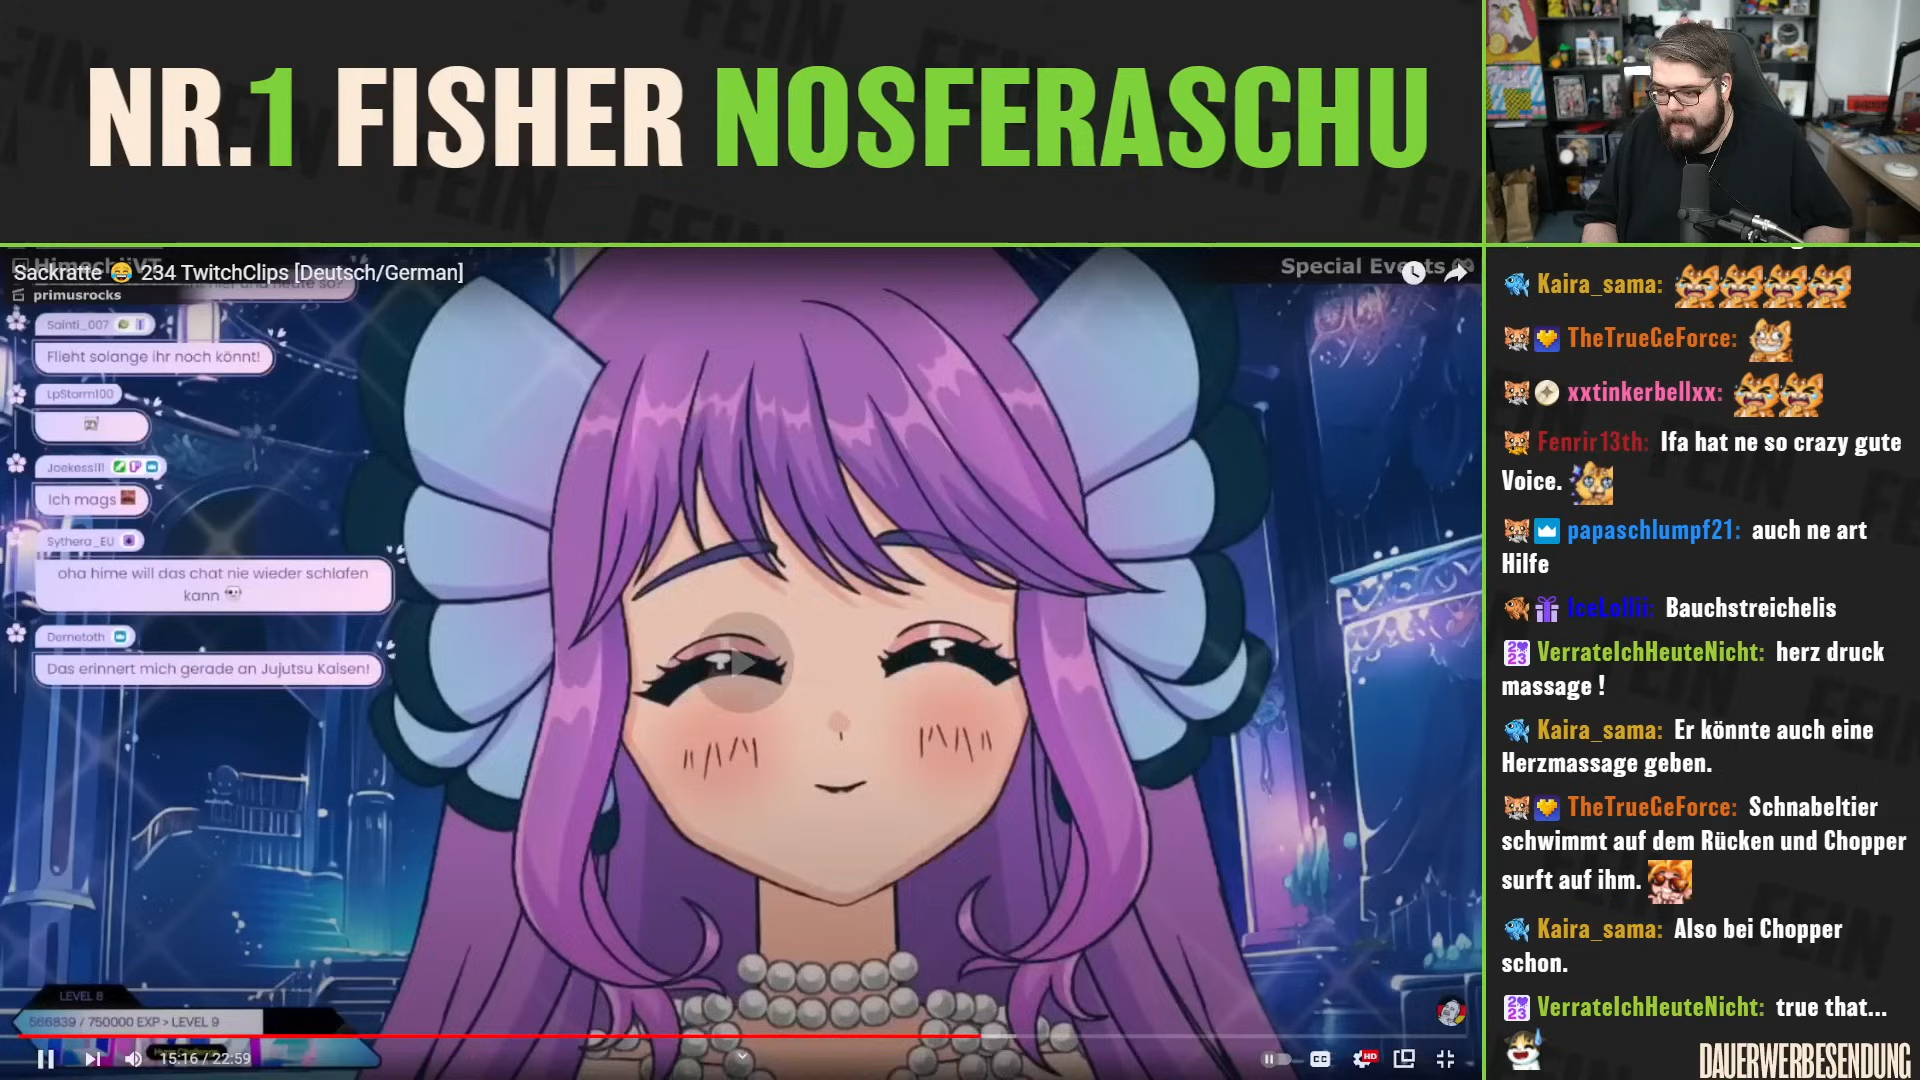 NR.1 FISHER NOSFERASCHU
HimechiiVT
Sackratte 😂 234 TwitchClips [Deutsch/German]
Special Events
primusrocks
Sainti_007
Flieht solange ihr noch könnt!
LpStorm100
Joekessiii
Ich mags
Sythera_EU
oha hime will das chat nie wieder schlafen
kann
Demetoth
Das erinnert mich gerade an Jujutsu Kaisen!
LEVEL 8
566839 / 750000 EXP > LEVEL 9
15:16 / 22:59
CC
HD
Kaira_sama:
TheTrueGeForce:
xxtinkerbellxx:
Fenrir13th: Ifa hat ne so crazy gute
Voice.
papaschlumpf21: auch ne art
Hilfe
IceLollii: Bauchstreichelis
VerrateIchHeuteNicht: herz druck
massage !
Kaira_sama: Er könnte auch eine
Herzmassage geben.
TheTrueGeForce: Schnabeltier
schwimmt auf dem Rücken und Chopper
surft auf ihm.
Kaira_sama: Also bei Chopper
schon.
VerrateIchHeuteNicht: true that...
DAUERWERBESENDUNG